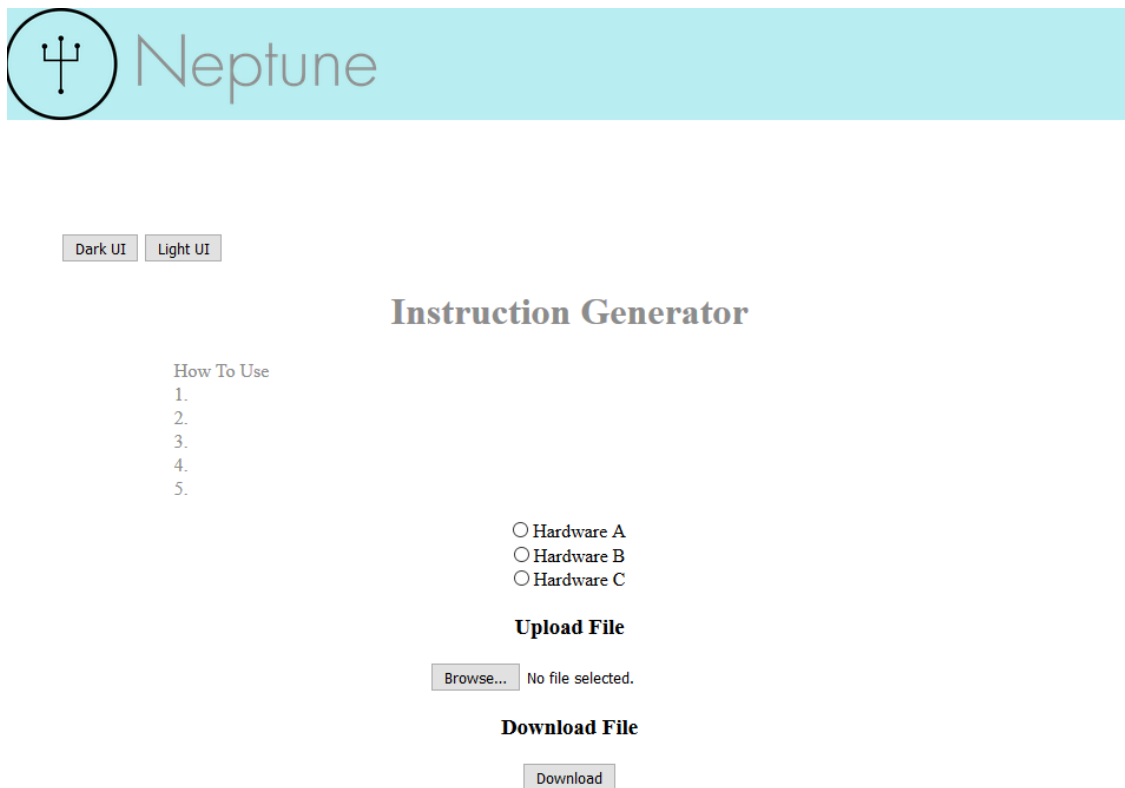 Neptune
Dark UI Light UI
Instruction Generator
How To Use
1.
2.
3.
4.
5.
Hardware A
Hardware B
Hardware C
Upload File
Browse... No file selected.
Download File
Download